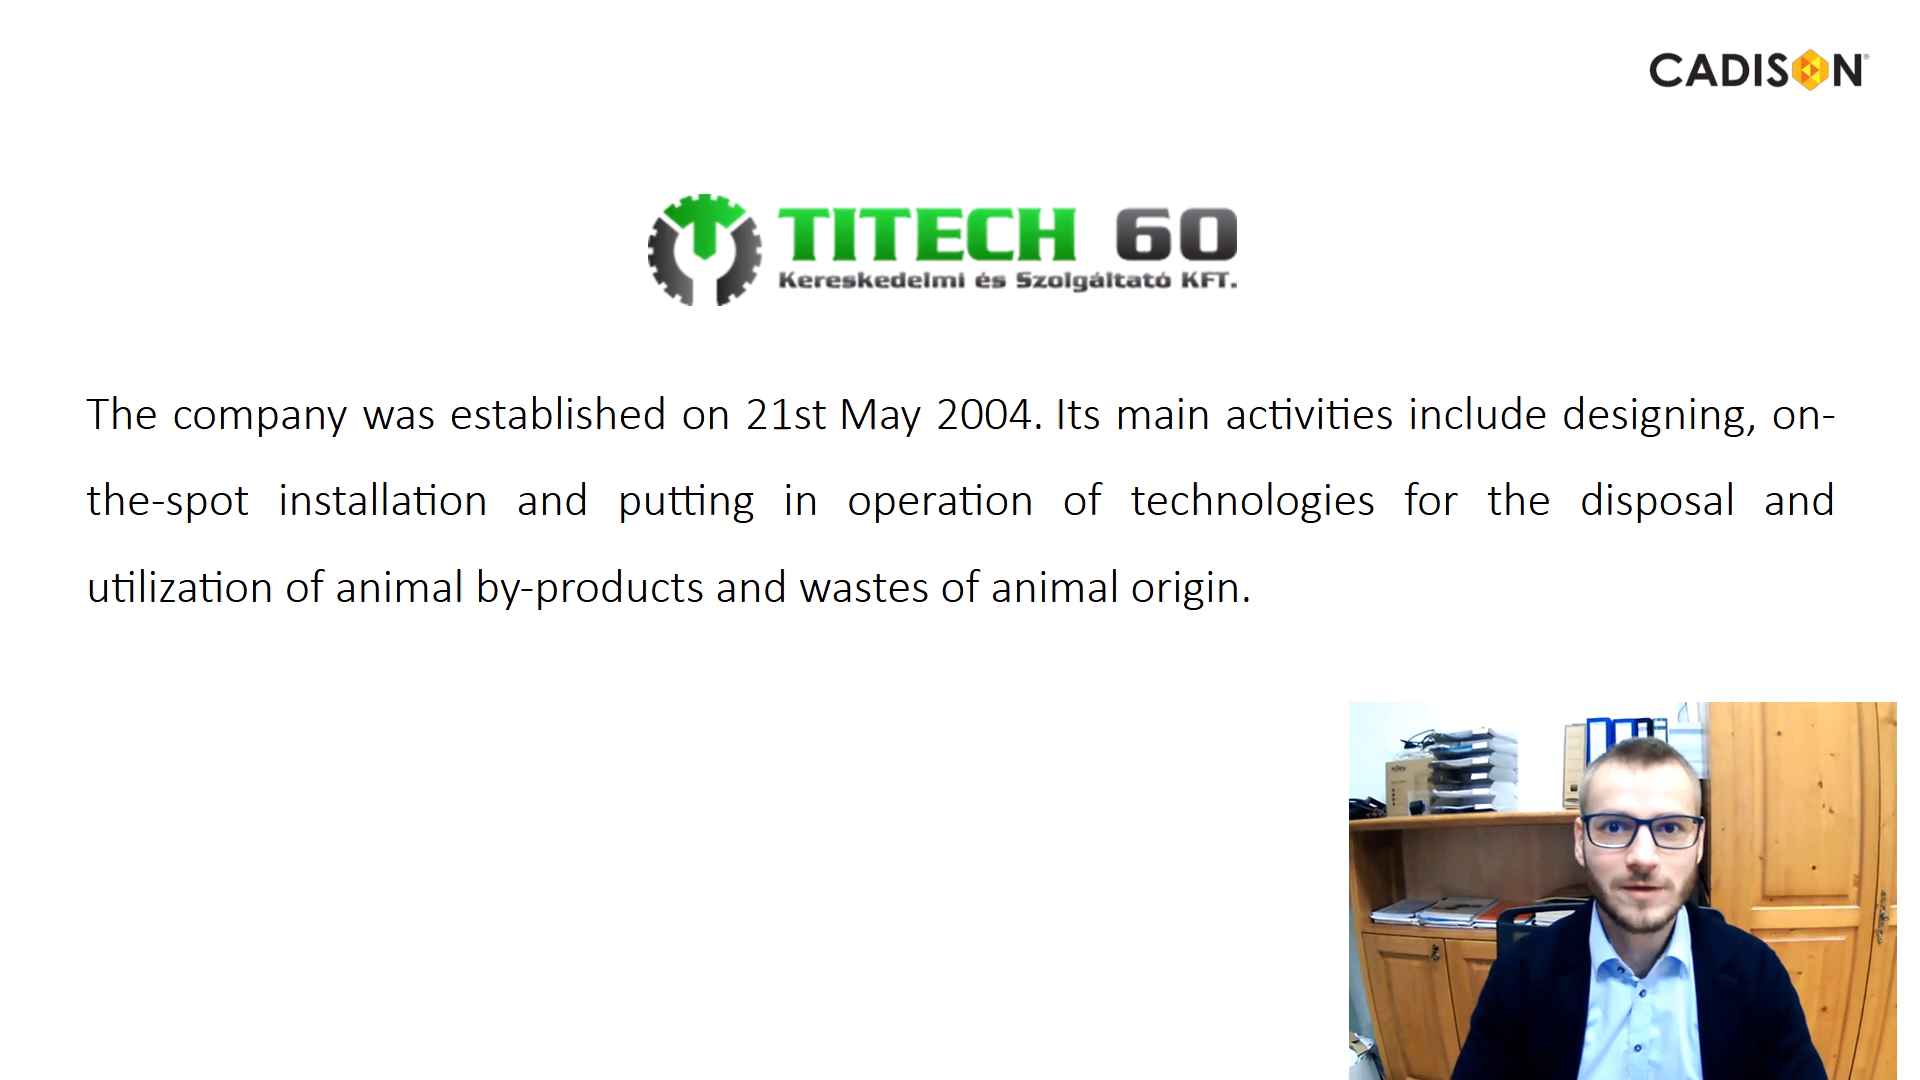 CADISON®
TITECH 60
Kereskedelmi és Szolgáltató KFT.
The company was established on 21st May 2004. Its main activities include designing, on-
the-spot installation and putting in operation of technologies for the disposal and
utilization of animal by-products and wastes of animal origin.